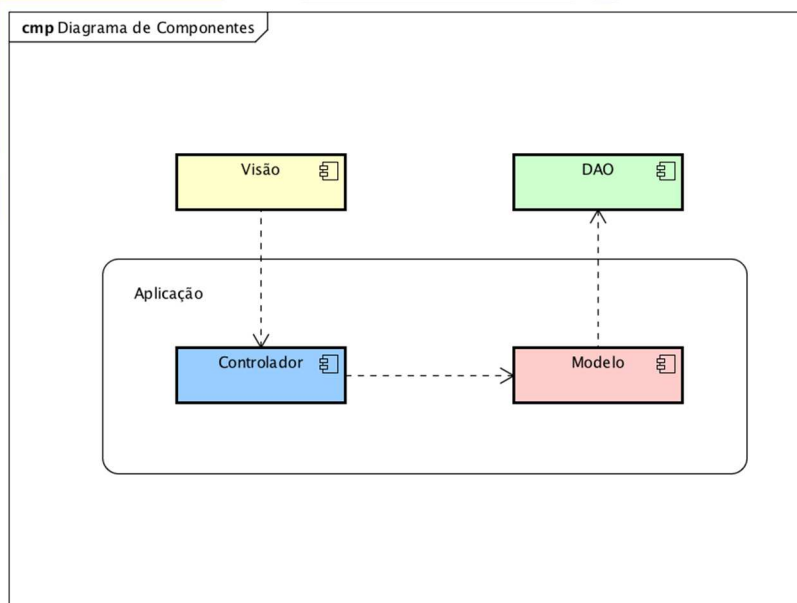 cmp Diagrama de Componentes
Visão
DAO
Aplicação
Controlador
Modelo